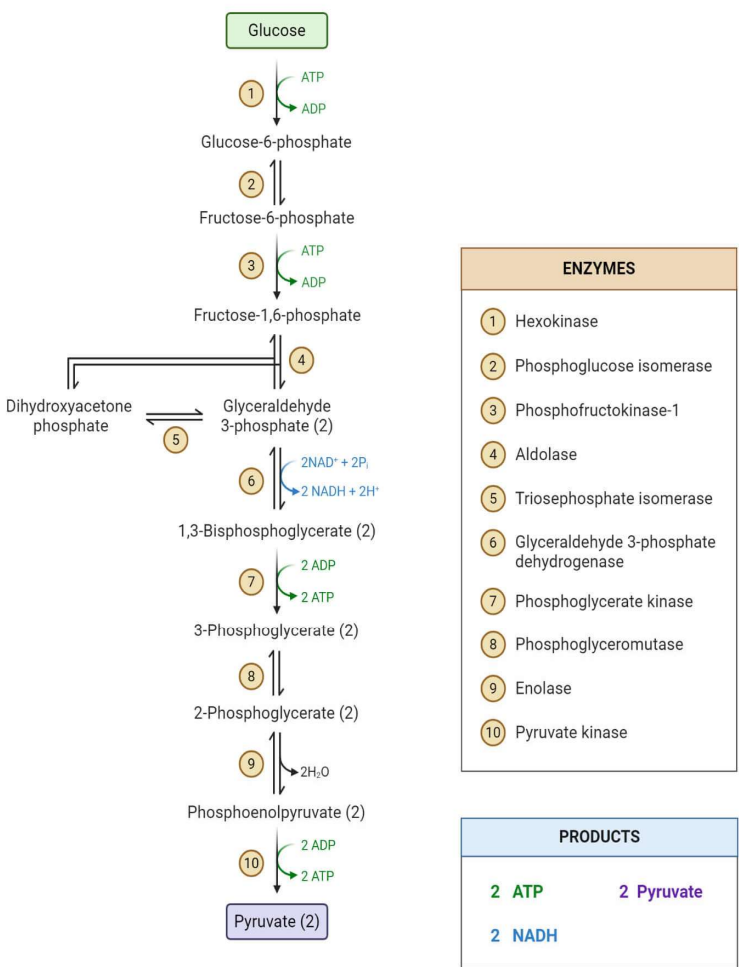 Glucose
1
ATP
ADP
Glucose-6-phosphate
2
Fructose-6-phosphate
3
ATP
ADP
Fructose-1,6-phosphate
4
Dihydroxyacetone
phosphate
5
Glyceraldehyde
3-phosphate (2)
6
2NAD⁺ + 2Pᵢ
2 NADH + 2H⁺
1,3-Bisphosphoglycerate (2)
7
2 ADP
2 ATP
3-Phosphoglycerate (2)
8
2-Phosphoglycerate (2)
9
2H₂O
Phosphoenolpyruvate (2)
10
2 ADP
2 ATP
Pyruvate (2)
ENZYMES
1 Hexokinase
2 Phosphoglucose isomerase
3 Phosphofructokinase-1
4 Aldolase
5 Triosephosphate isomerase
6 Glyceraldehyde 3-phosphate
dehydrogenase
7 Phosphoglycerate kinase
8 Phosphoglyceromutase
9 Enolase
10 Pyruvate kinase
PRODUCTS
2 ATP 2 Pyruvate
2 NADH